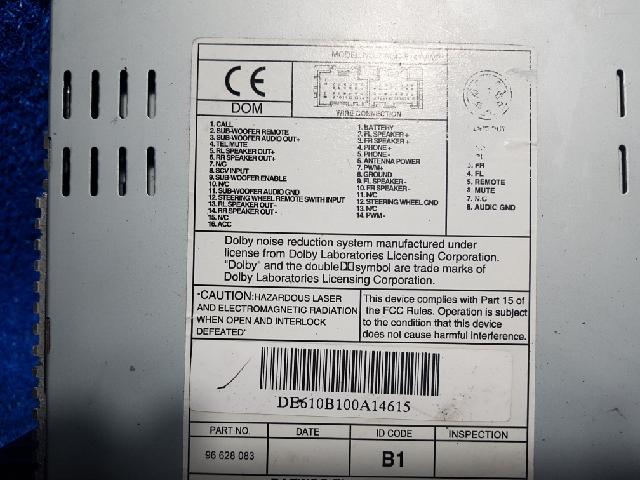 MODEL NO.
CE
DOM
WIRE CONNECTION
1. CALL
2. SUB-WOOFER REMOTE
3. SUB-WOOFER AUDIO OUT+
4. TEL MUTE
5. RL SPEAKER OUT+
6. RR SPEAKER OUT+
7. N/C
8. SCV INPUT
9. SUB-WOOFER ENABLE
10. N/C
11. SUB-WOOFER AUDIO GND
12. STEERING WHEEL REMOTE SWITH INPUT
13. RL SPEAKER OUT-
14. RR SPEAKER OUT-
15. N/C
16. ACC
1. BATTERY
2. FL SPEAKER+
3. FR SPEAKER+
4. PHONE+
5. PHONE-
6. ANTENNA POWER
7. PWM+
8. GROUND
9. FL SPEAKER-
10. FR SPEAKER-
11. N/C
12. STEERING WHEEL GND
13. N/C
14. PWM-
3. RR
4. FL
5. REMOTE
6. MUTE
7. N.C
8. AUDIO GND
Dolby noise reduction system manufactured under
license from Dolby Laboratories Licensing Corporation.
"Dolby" and the double symbol are trade marks of
Dolby Laboratories Licensing Corporation.
"CAUTION: HAZARDOUS LASER
AND ELECTROMAGNETIC RADIATION
WHEN OPEN AND INTERLOCK
DEFEATED"
This device complies with Part 15 of
the FCC Rules. Operation is subject
to the condition that this device
does not cause harmful interference.
DE610B100A14615
PART NO. DATE ID CODE INSPECTION
96 628 083 B1